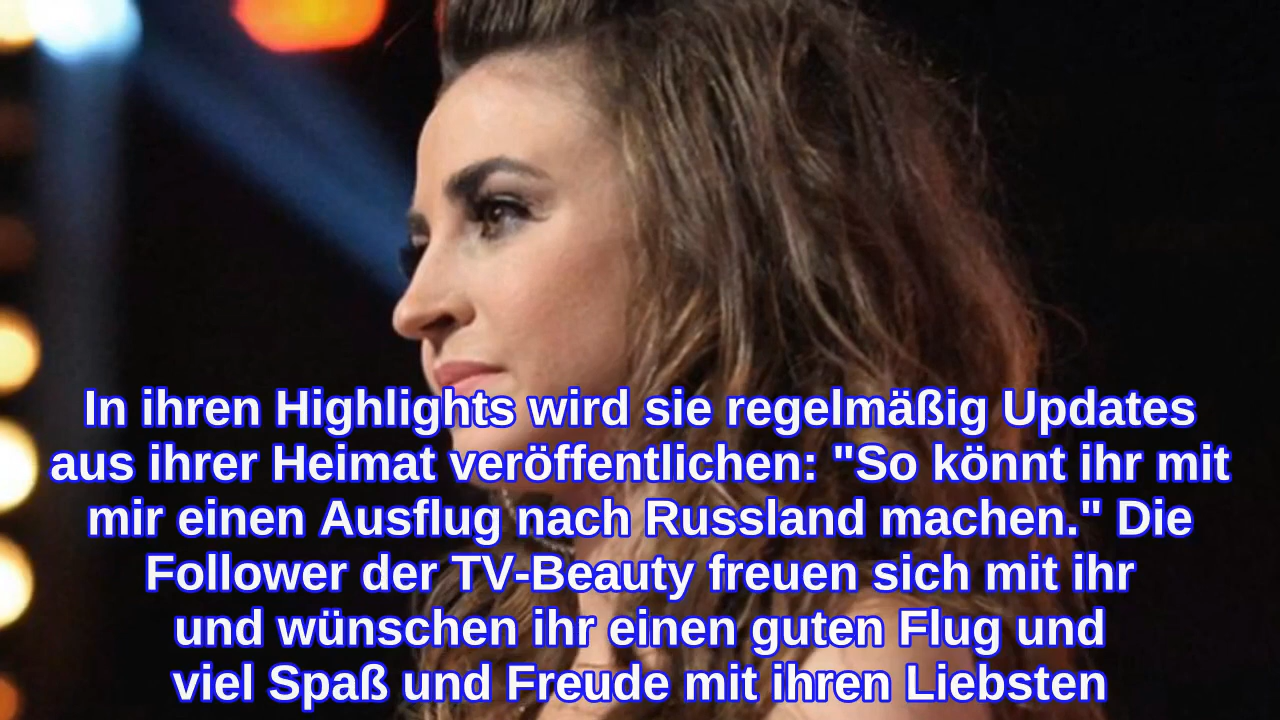 In ihren Highlights wird sie regelmäßig Updates
aus ihrer Heimat veröffentlichen: "So könnt ihr mit
mir einen Ausflug nach Russland machen." Die
Follower der TV-Beauty freuen sich mit ihr
und wünschen ihr einen guten Flug und
viel Spaß und Freude mit ihren Liebsten